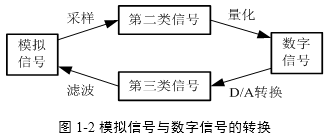 采样
第二类信号
量化
模拟
信号
数字
信号
滤波
第三类信号
D/A转换
图 1-2 模拟信号与数字信号的转换